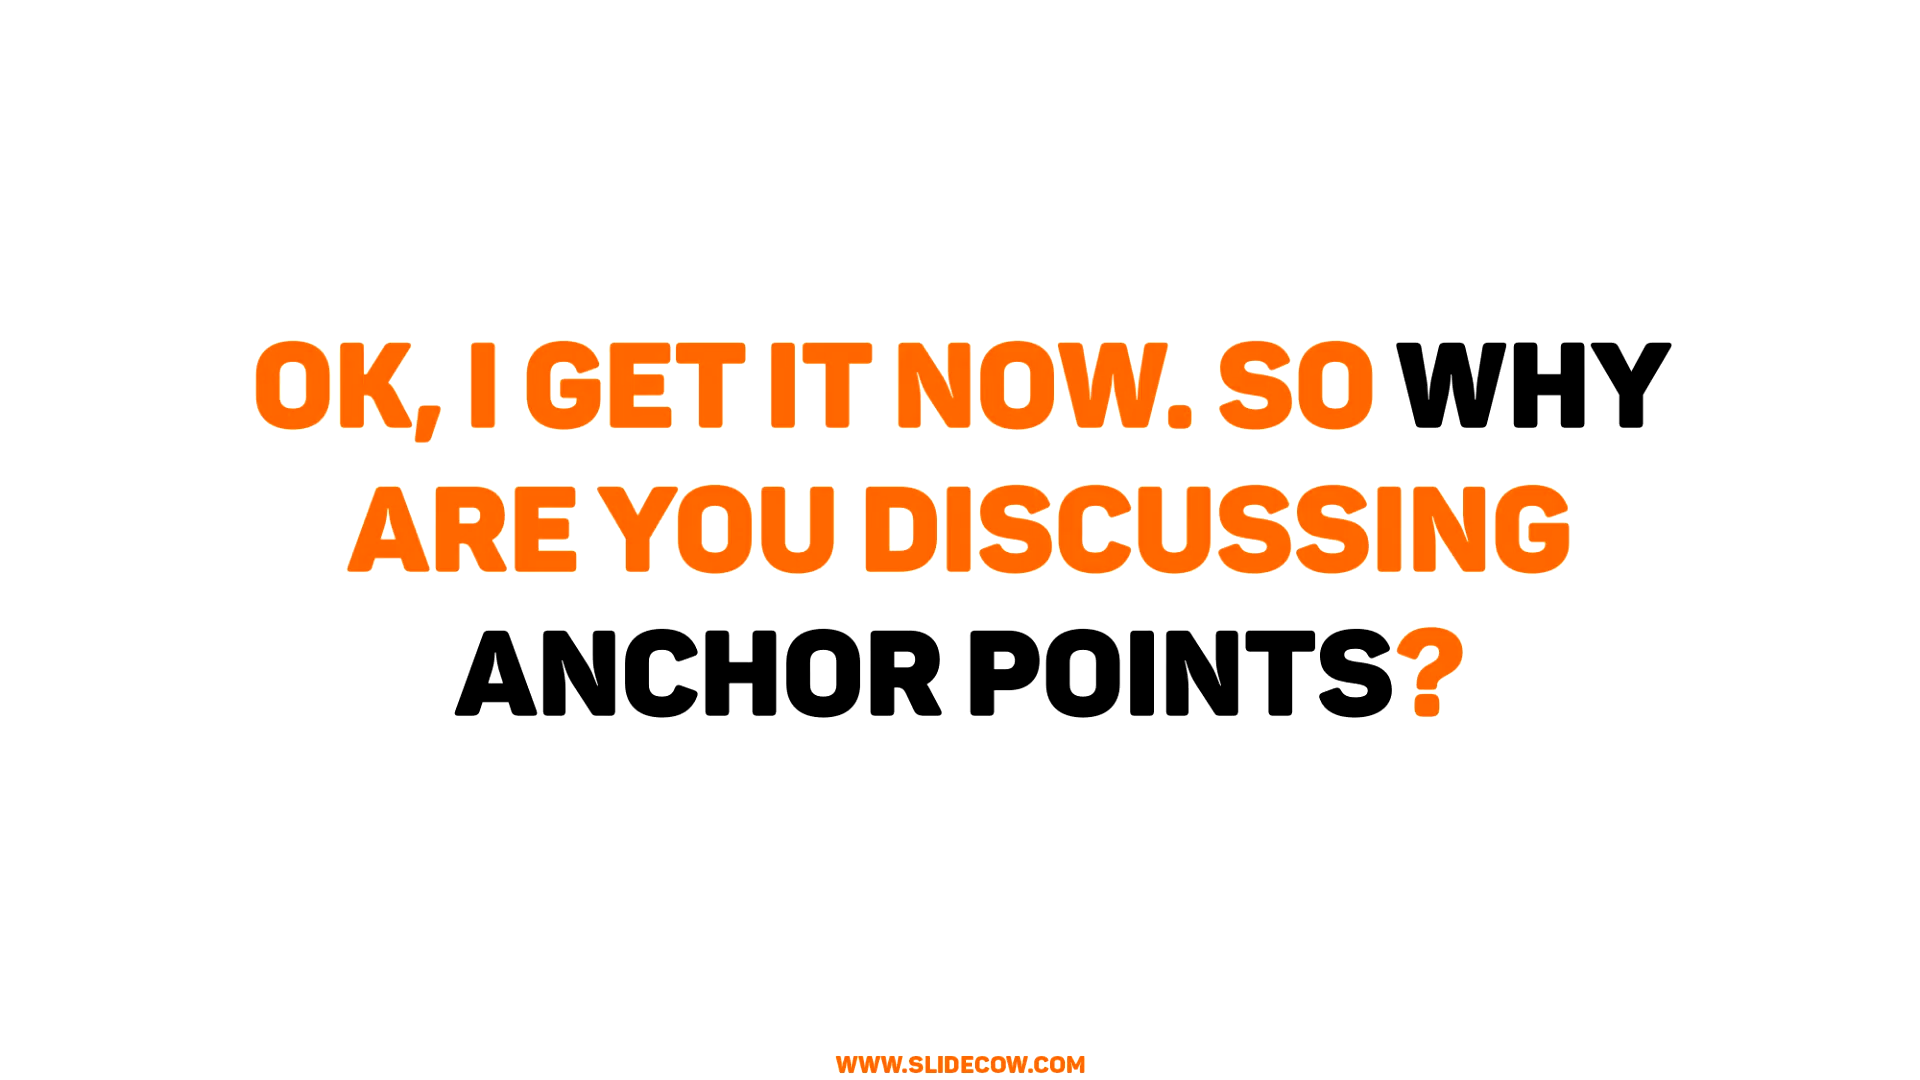 OK, I GET IT NOW. SO WHY
ARE YOU DISCUSSING
ANCHOR POINTS?
WWW.SLIDECOW.COM